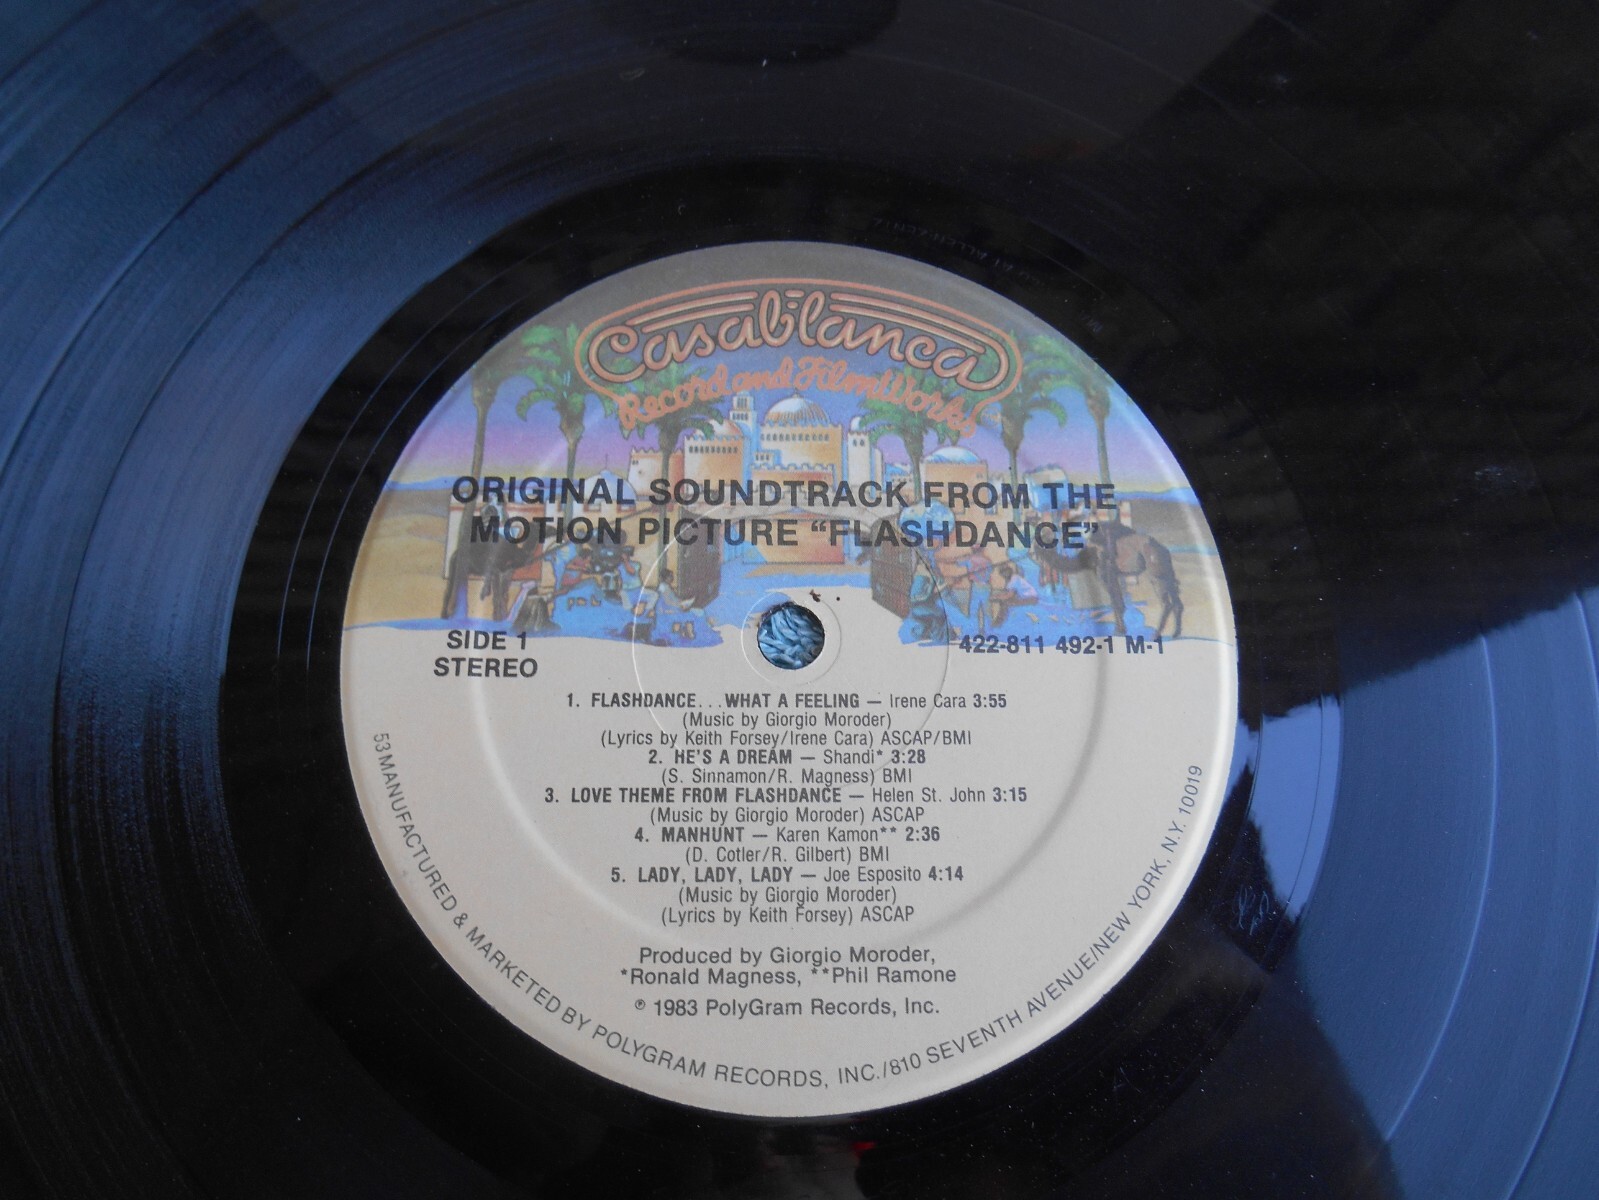 Casablanca
Record and FilmWorks
ORIGINAL SOUNDTRACK FROM THE
MOTION PICTURE “FLASHDANCE”
SIDE 1
STEREO
422-811 492-1 M-1
1. FLASHDANCE...WHAT A FEELING — Irene Cara 3:55
(Music by Giorgio Moroder)
(Lyrics by Keith Forsey/Irene Cara) ASCAP/BMI
2. HE'S A DREAM — Shandi* 3:28
(S. Sinnamon/R. Magness) BMI
3. LOVE THEME FROM FLASHDANCE — Helen St. John 3:15
(Music by Giorgio Moroder) ASCAP
4. MANHUNT — Karen Kamon** 2:36
(D. Cotler/R. Gilbert) BMI
5. LADY, LADY, LADY — Joe Esposito 4:14
(Music by Giorgio Moroder)
(Lyrics by Keith Forsey) ASCAP
Produced by Giorgio Moroder,
*Ronald Magness, **Phil Ramone
℗ 1983 PolyGram Records, Inc.
53 MANUFACTURED & MARKETED BY POLYGRAM RECORDS, INC./810 SEVENTH AVENUE/NEW YORK, N.Y. 10019